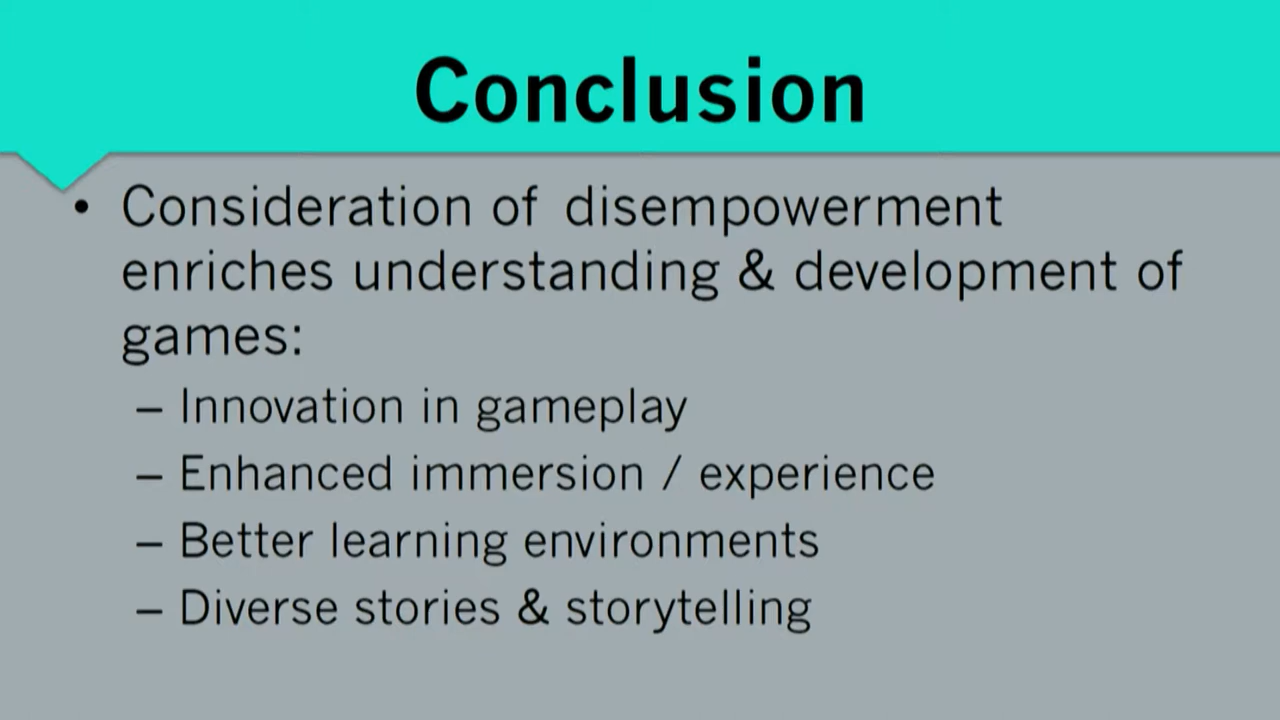 Conclusion
• Consideration of disempowerment
enriches understanding & development of
games:
– Innovation in gameplay
– Enhanced immersion / experience
– Better learning environments
– Diverse stories & storytelling